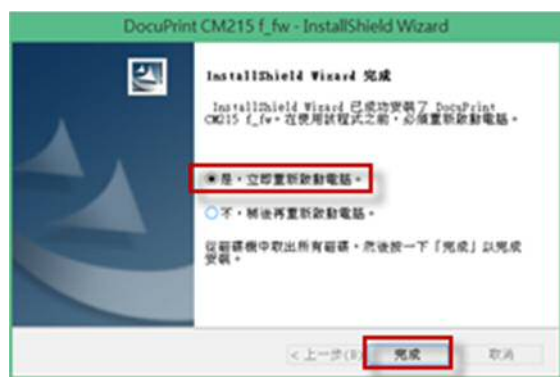 DocuPrint CM215 f_fw - InstallShield Wizard
InstallShield Wizard 完成
InstallShield Wizard 已成功安裝了 DocuPrint
CM215 f_fw。在使用該程式之前，必須重新啟動電腦。
是，立即重新啟動電腦。
不，稍後再重新啟動電腦。
從磁碟機中取出所有磁碟，然後按一下「完成」以完成
安裝。
< 上一步(B)
完成
取消